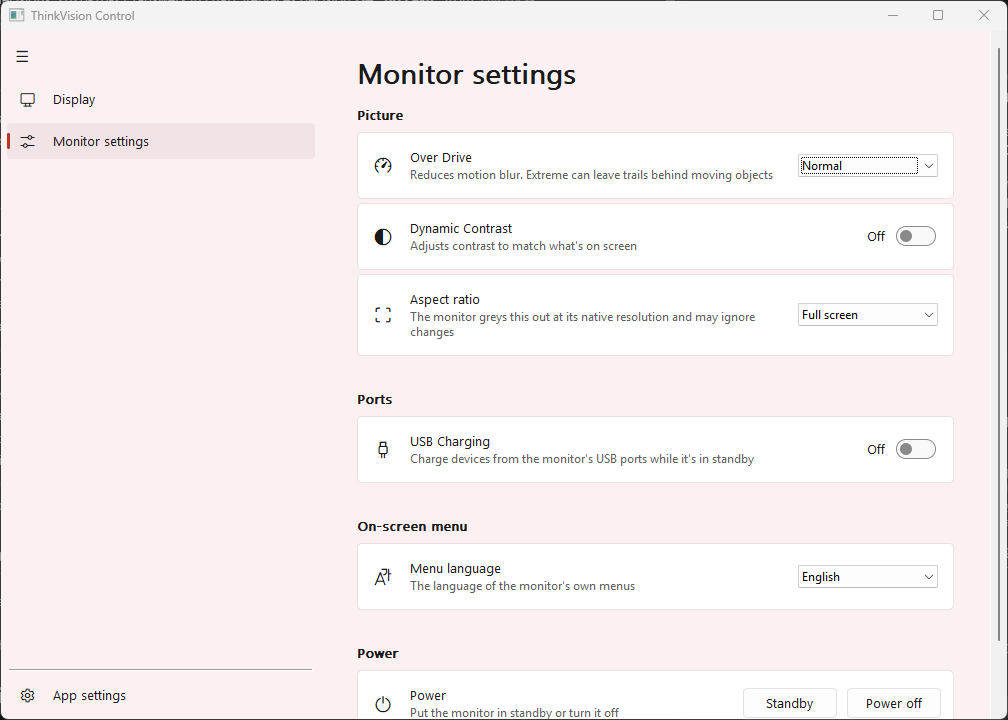 ThinkVision Control
Display
Monitor settings
Monitor settings
Picture
Over Drive
Reduces motion blur. Extreme can leave trails behind moving objects
Normal
Dynamic Contrast
Adjusts contrast to match what's on screen
Off
Aspect ratio
The monitor greys this out at its native resolution and may ignore
changes
Full screen
Ports
USB Charging
Charge devices from the monitor's USB ports while it's in standby
Off
On-screen menu
Menu language
The language of the monitor's own menus
English
Power
Power
Put the monitor in standby or turn it off
Standby
Power off
App settings